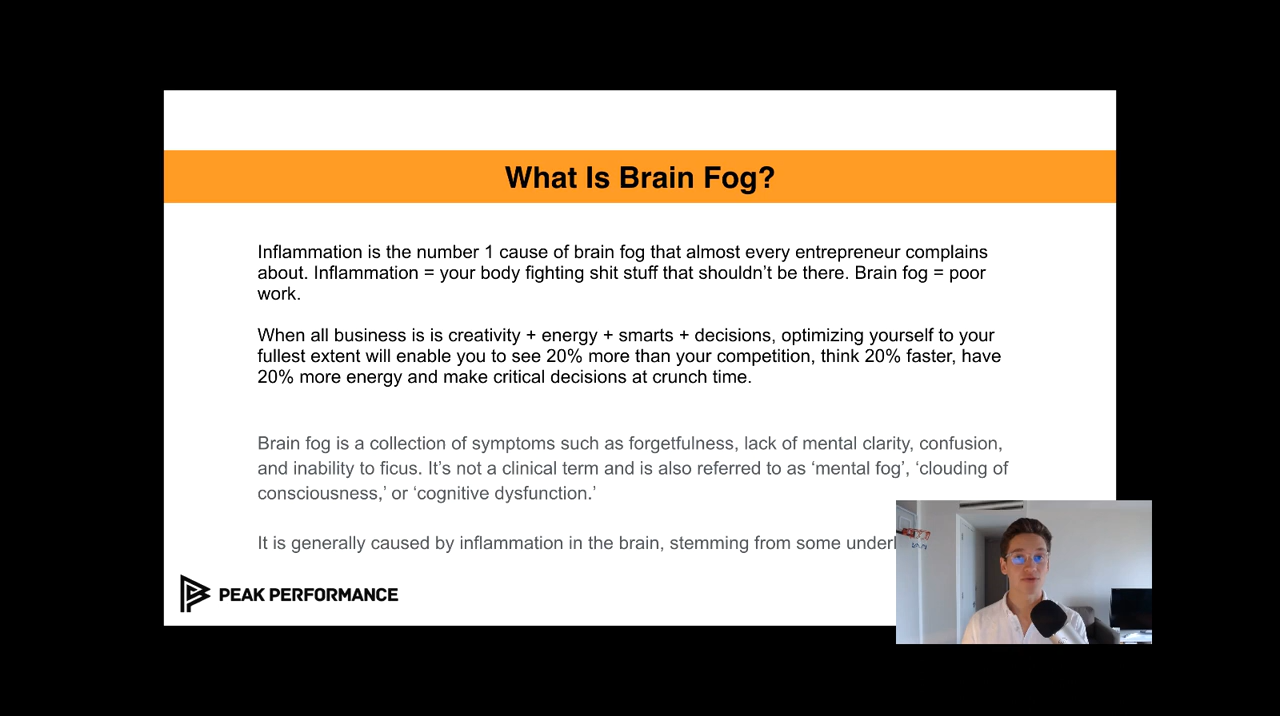 What Is Brain Fog?
Inflammation is the number 1 cause of brain fog that almost every entrepreneur complains
about. Inflammation = your body fighting shit stuff that shouldn’t be there. Brain fog = poor
work.
When all business is is creativity + energy + smarts + decisions, optimizing yourself to your
fullest extent will enable you to see 20% more than your competition, think 20% faster, have
20% more energy and make critical decisions at crunch time.
Brain fog is a collection of symptoms such as forgetfulness, lack of mental clarity, confusion,
and inability to ficus. It’s not a clinical term and is also referred to as ‘mental fog’, ‘clouding of
consciousness,’ or ‘cognitive dysfunction.’
It is generally caused by inflammation in the brain, stemming from some
PEAK PERFORMANCE